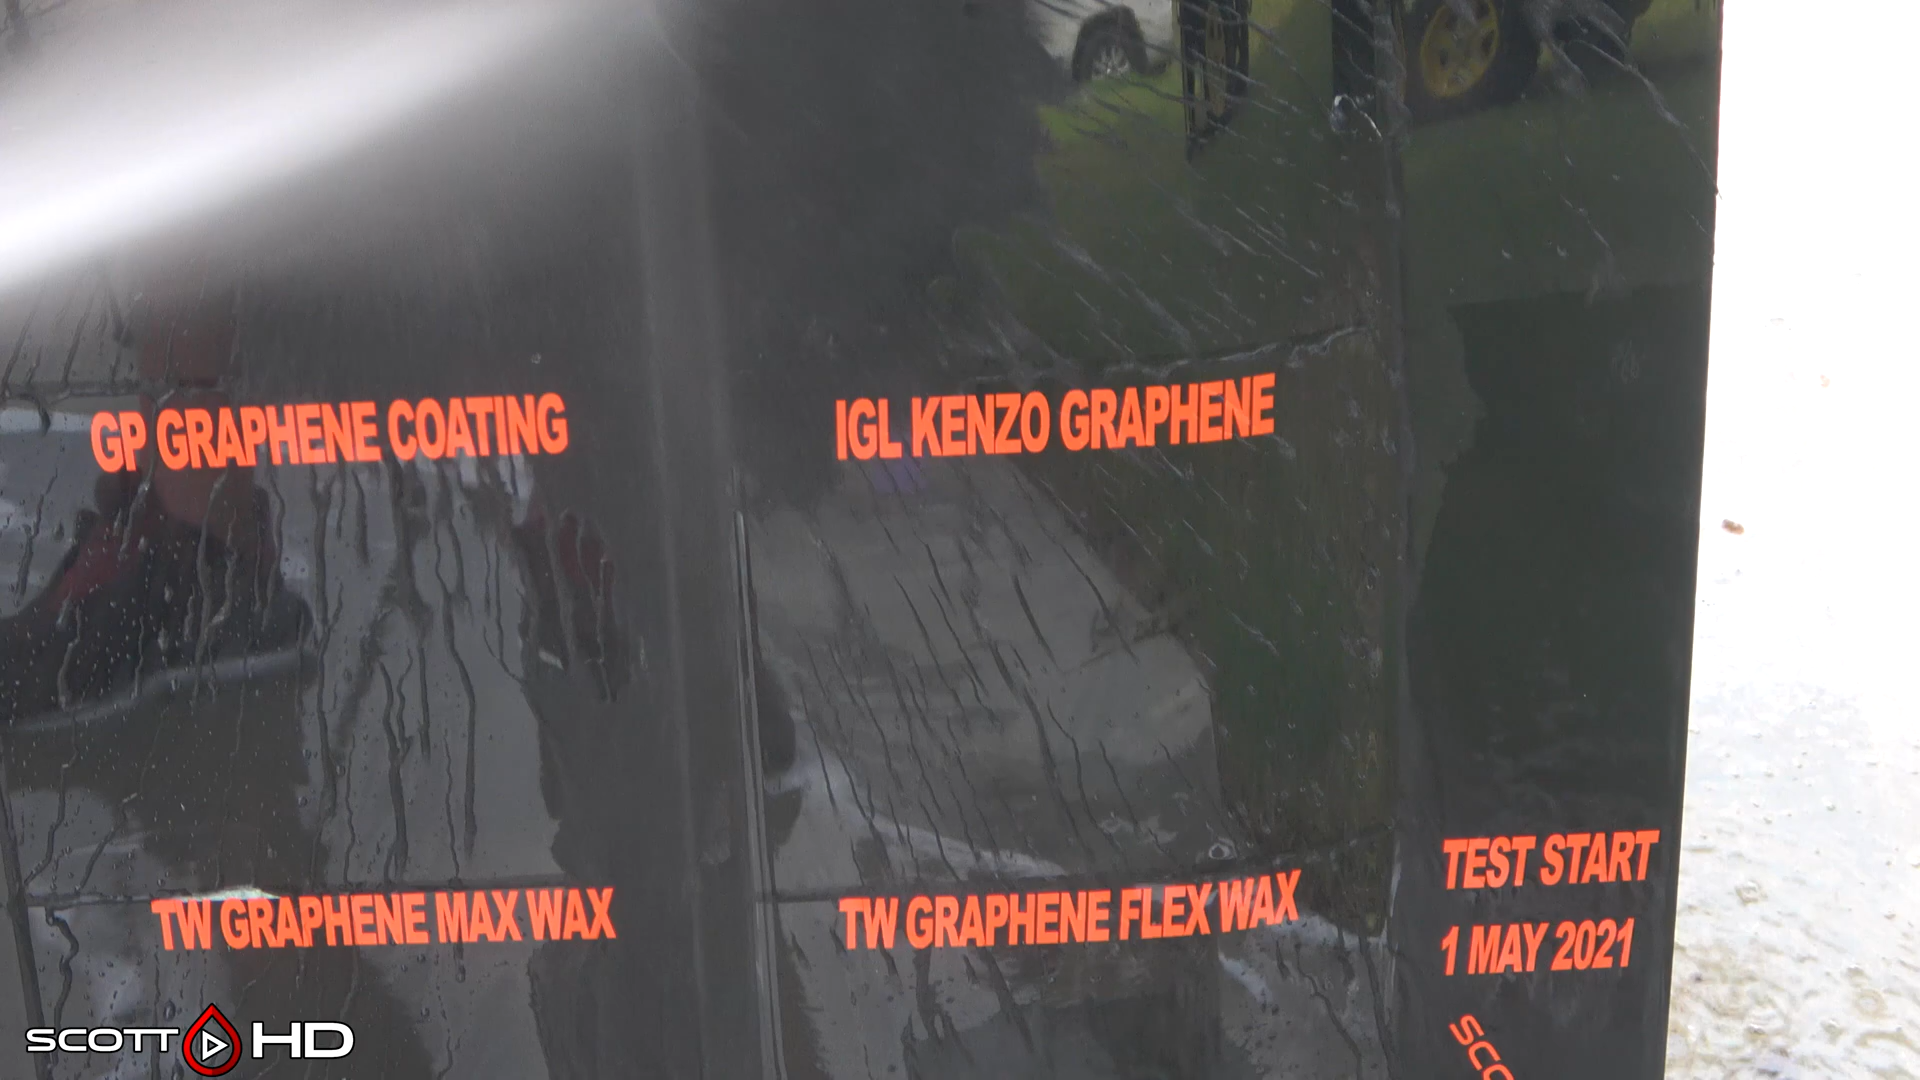 GP GRAPHENE COATING
IGL KENZO GRAPHENE
TW GRAPHENE MAX WAX
TW GRAPHENE FLEX WAX
TEST START
1 MAY 2021
SCOTT HD